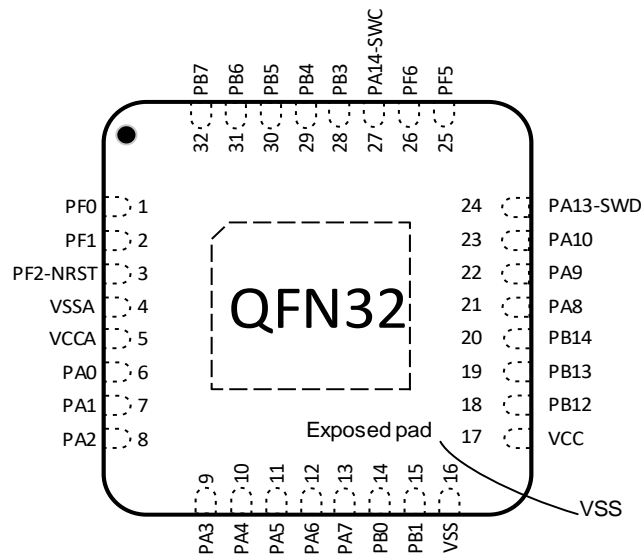 PB7
PB6
PB5
PB4
PB3
PA14-SWC
PF6
PF5
32
31
30
29
28
27
26
25
PF0 1
PF1 2
PF2-NRST 3
VSSA 4
VCCA 5
PA0 6
PA1 7
PA2 8
QFN32
24 PA13-SWD
23 PA10
22 PA9
21 PA8
20 PB14
19 PB13
18 PB12
17 VCC
Exposed pad
VSS
9
10
11
12
13
14
15
16
PA3
PA4
PA5
PA6
PA7
PB0
PB1
VSS